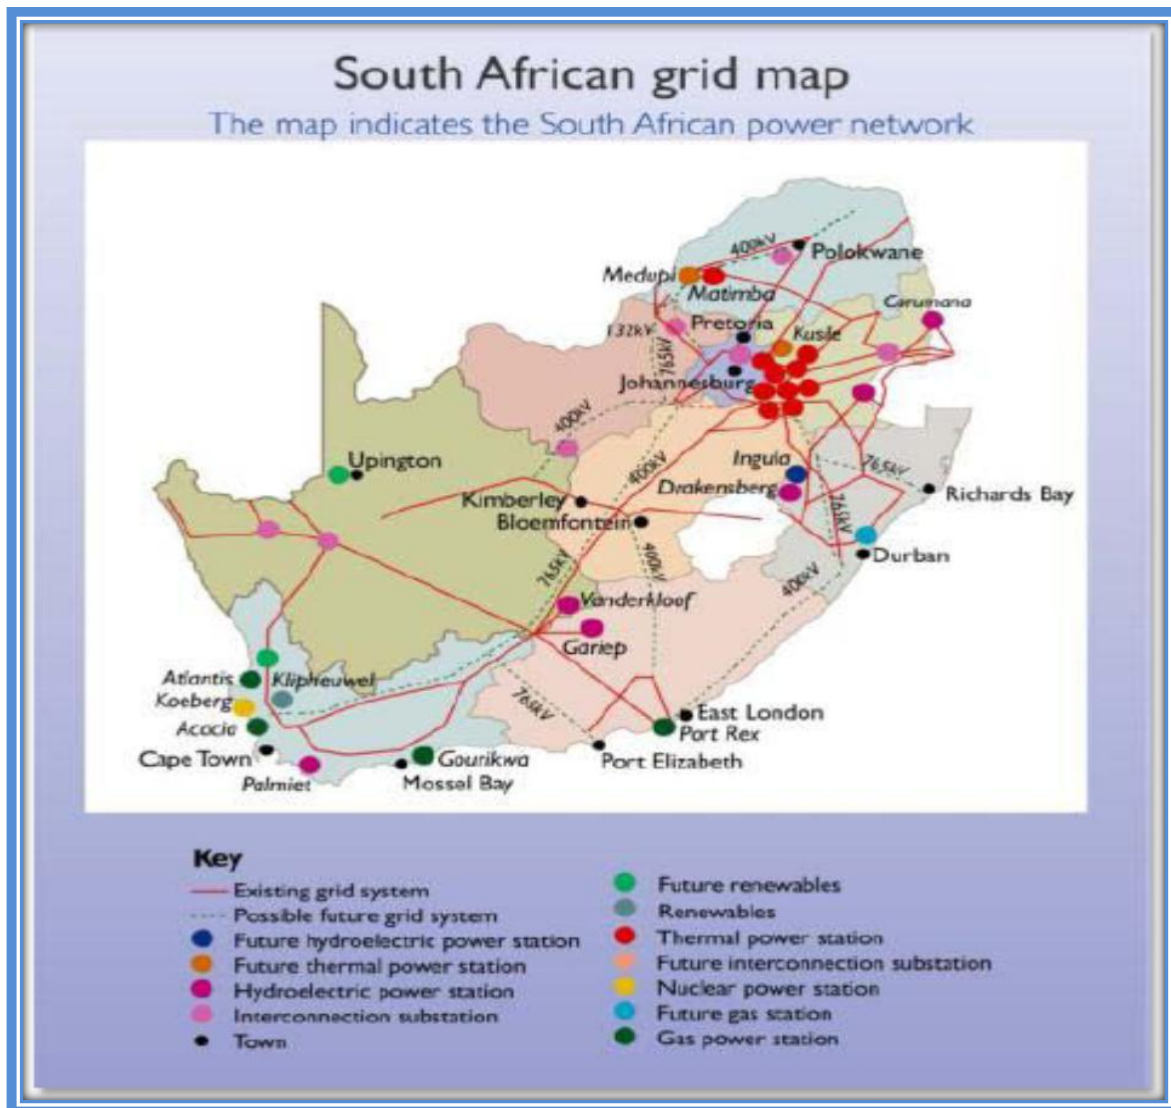 South African grid map
The map indicates the South African power network
400kV
Polokwane
Medupi
Matimba
Corumana
132kV
Pretoria
Kusile
765kV
Johannesburg
400kV
Upington
400kV
Ingula
765kV
Drakensberg
Richards Bay
Kimberley
Bloemfontein
765kV
Durban
765kV
400kV
400kV
Vanderkloof
Gariep
Atlantis
Klipheuwel
Koeberg
Acacia
765kV
East London
Port Rex
Cape Town
Gourikwa
Port Elizabeth
Palmiet
Mossel Bay
Key
Existing grid system
Possible future grid system
Future hydroelectric power station
Future thermal power station
Hydroelectric power station
Interconnection substation
Town
Future renewables
Renewables
Thermal power station
Future interconnection substation
Nuclear power station
Future gas station
Gas power station